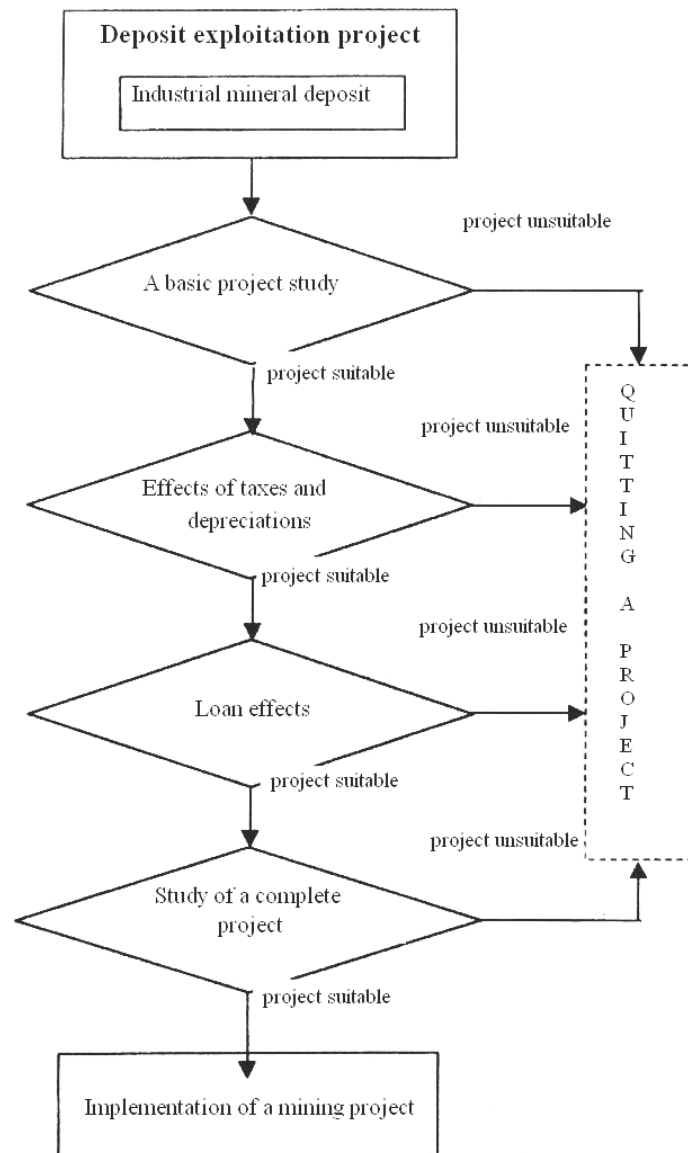 Deposit exploitation project
Industrial mineral deposit
project unsuitable
A basic project study
project suitable
project unsuitable
Effects of taxes and
depreciations
project suitable
project unsuitable
Loan effects
project suitable
project unsuitable
Study of a complete
project
project suitable
Implementation of a mining project
QUITTING A PROJECT